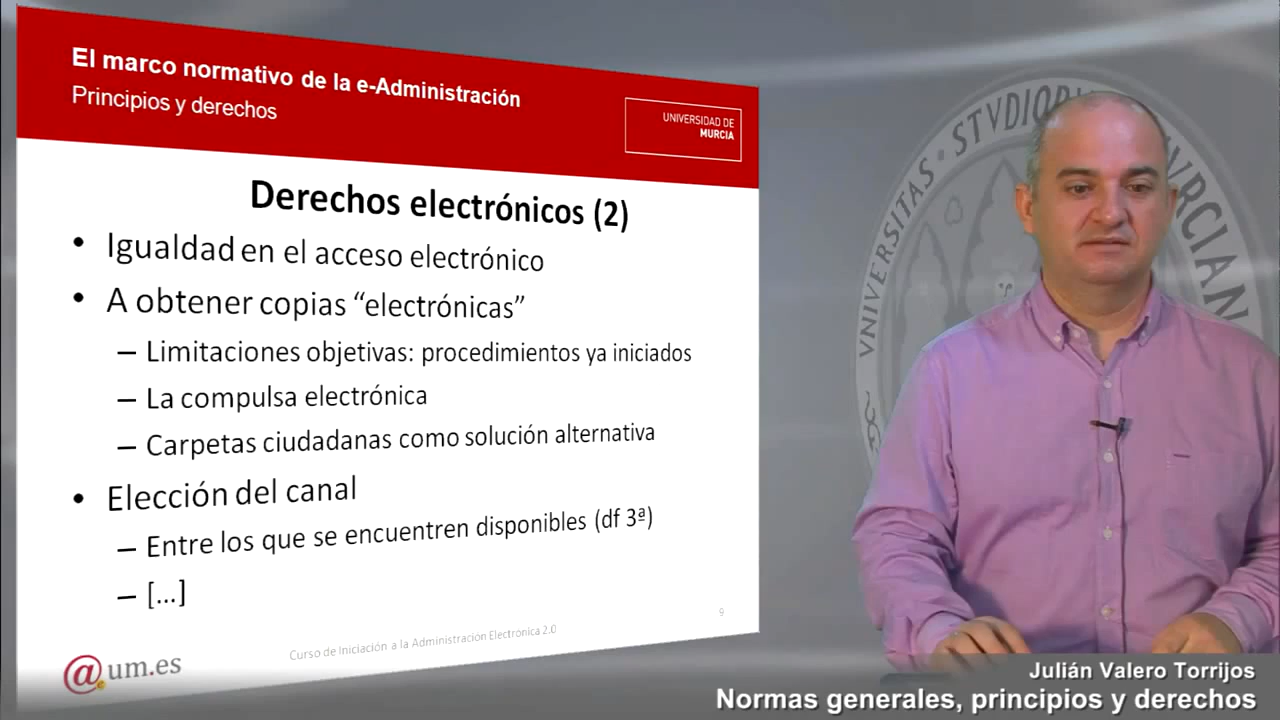 El marco normativo de la e-Administración
Principios y derechos
UNIVERSIDAD DE
MURCIA
Derechos electrónicos (2)
• Igualdad en el acceso electrónico
• A obtener copias “electrónicas”
– Limitaciones objetivas: procedimientos ya iniciados
– La compulsa electrónica
– Carpetas ciudadanas como solución alternativa
• Elección del canal
– Entre los que se encuentren disponibles (df 3ª)
– [...]
9
Curso de Iniciación a la Administración Electrónica 2.0
@um.es
VNIVERSITAS · STVDIORVM
Julián Valero Torrijos
Normas generales, principios y derechos